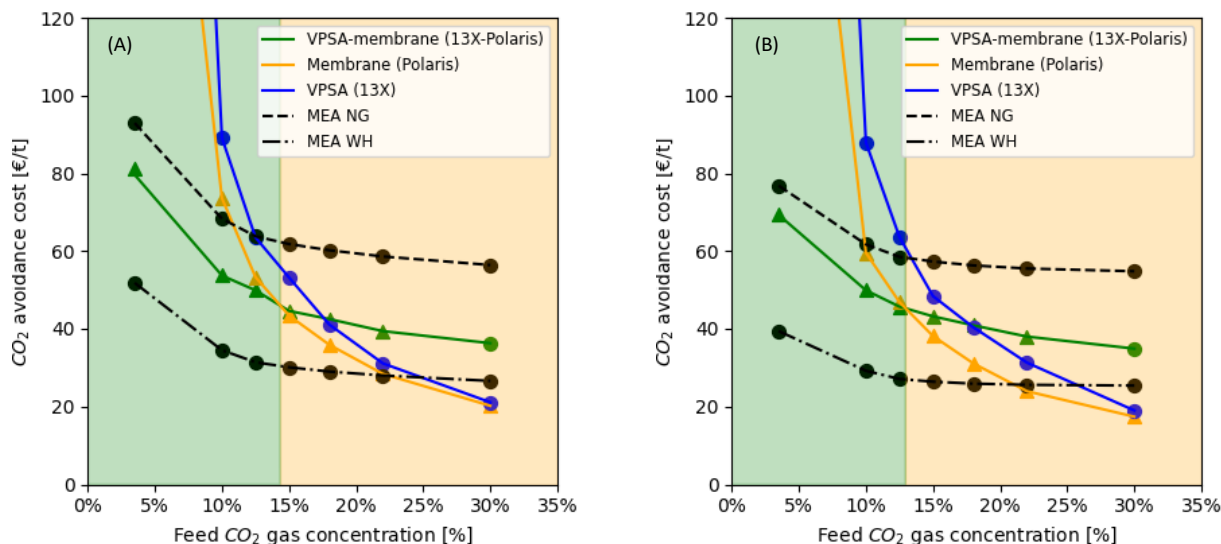 (A)
VPSA-membrane (13X-Polaris)
Membrane (Polaris)
VPSA (13X)
MEA NG
MEA WH
CO2 avoidance cost [€/t]
120
100
80
60
40
20
0
0% 5% 10% 15% 20% 25% 30% 35%
Feed CO2 gas concentration [%]
(B)
VPSA-membrane (13X-Polaris)
Membrane (Polaris)
VPSA (13X)
MEA NG
MEA WH
CO2 avoidance cost [€/t]
120
100
80
60
40
20
0
0% 5% 10% 15% 20% 25% 30% 35%
Feed CO2 gas concentration [%]